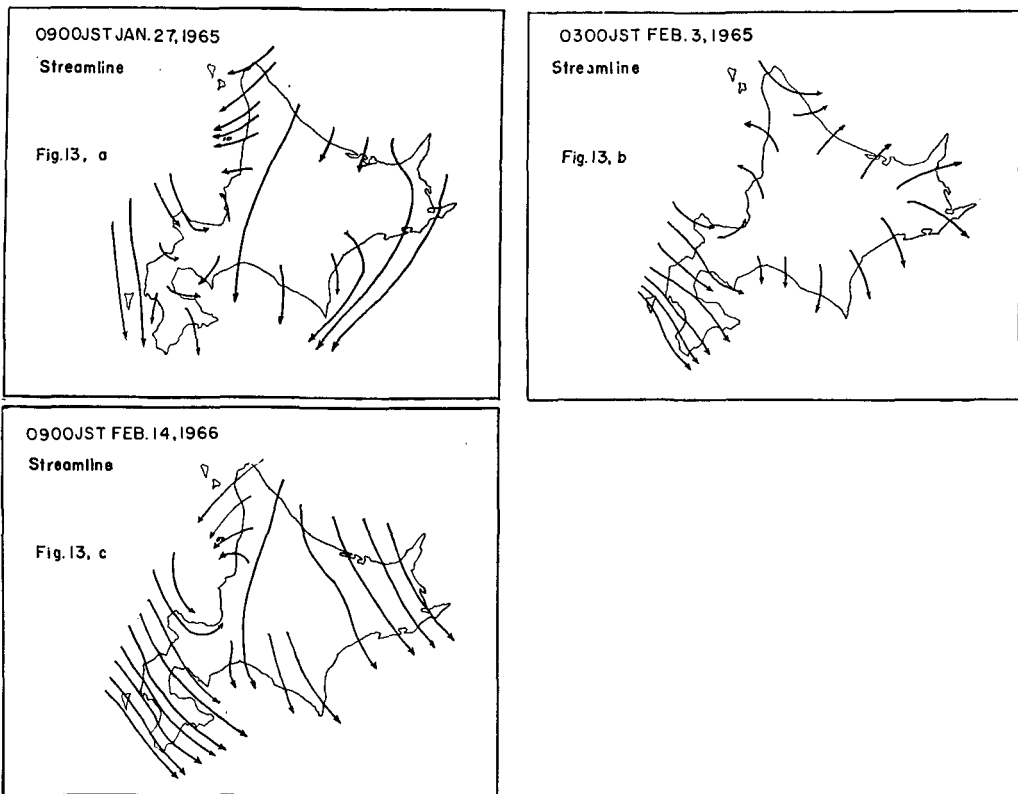 0900JST JAN. 27,1965
Streamline
Fig.13, a
0300JST FEB. 3, 1965
Streamline
Fig.13, b
0900JST FEB. 14,1966
Streamline
Fig.13, c